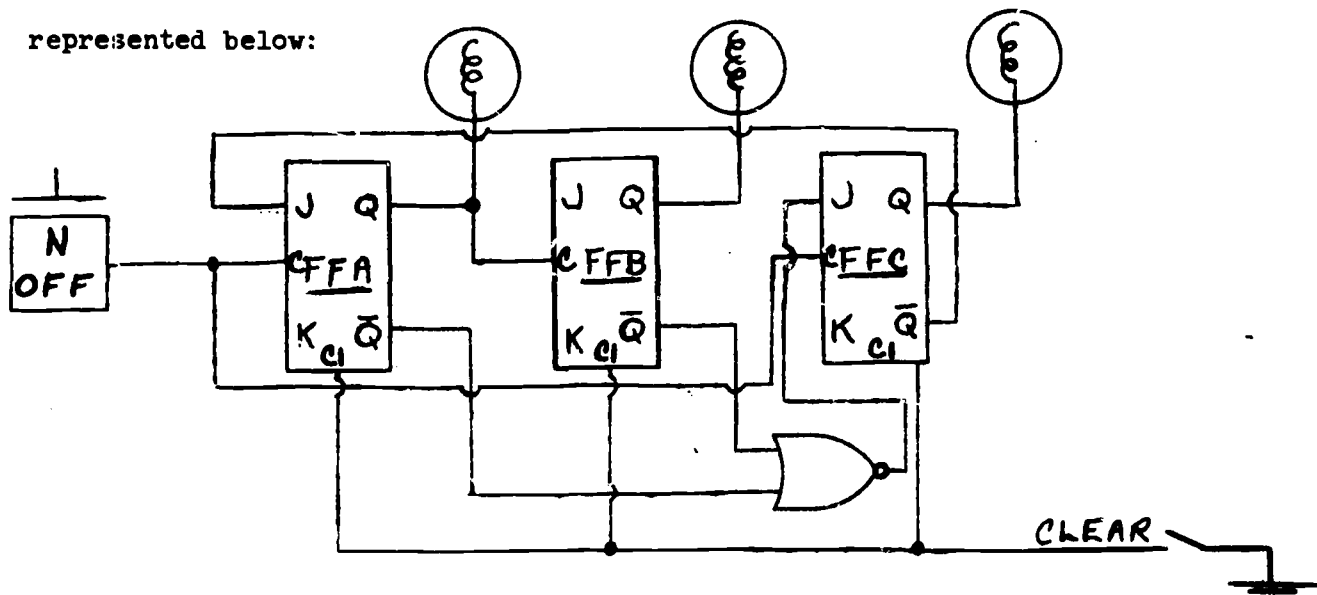 represented below:
N
OFF
J Q
C FFA
K Cl Q̅
J Q
C FFB
K Cl Q̅
J Q
C FFC
K Cl Q̅
CLEAR